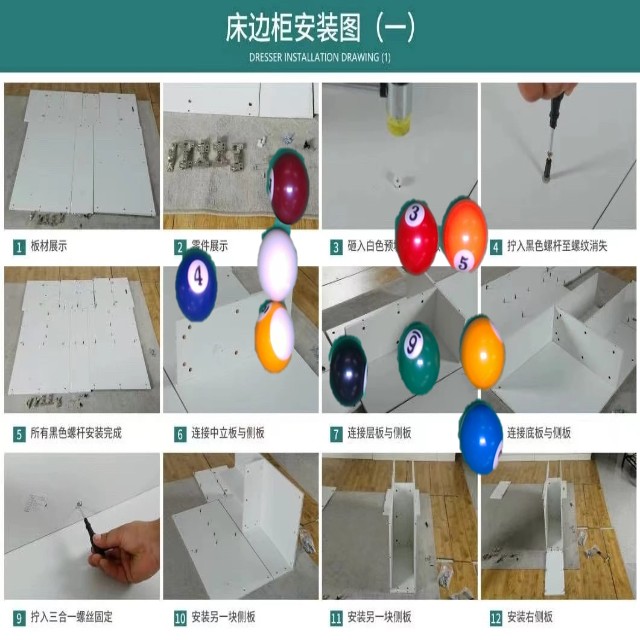 床边柜安装图（一）
DRESSER INSTALLATION DRAWING (1)
1 板材展示
2 零件展示
3 砸入白色预
4 拧入黑色螺杆至螺纹消失
3
5
4
5 所有黑色螺杆安装完成
6 连接中立板与侧板
9
7 连接层板与侧板
连接底板与侧板
9 拧入三合一螺丝固定
10 安装另一块侧板
11 安装另一块侧板
12 安装右侧板